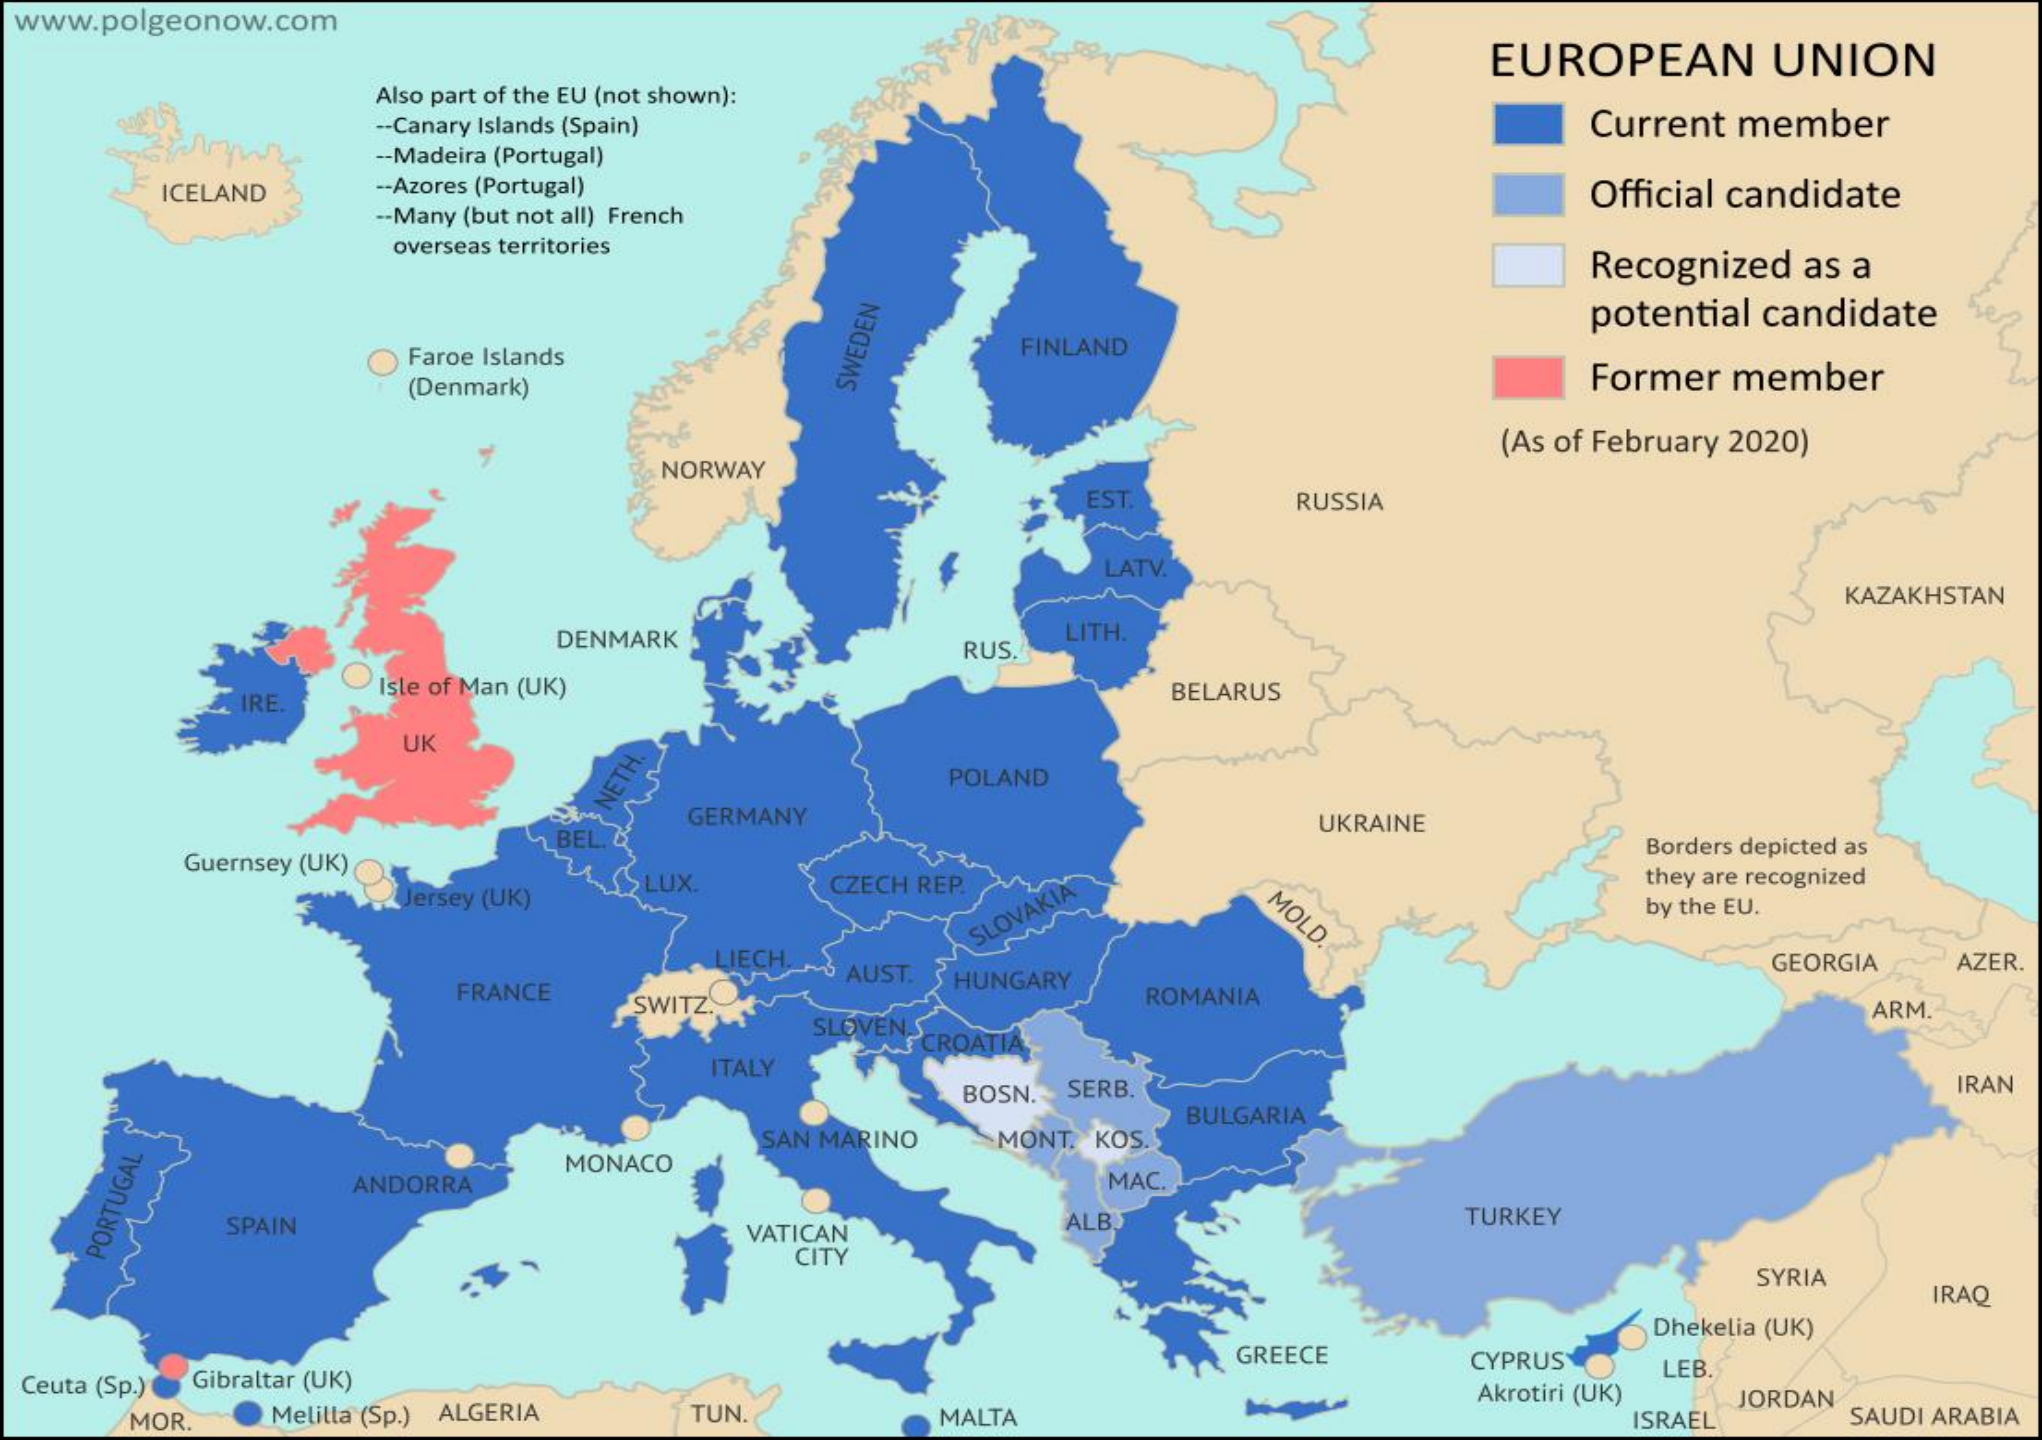 www.polgeonow.com
EUROPEAN UNION
Current member
Official candidate
Recognized as a
potential candidate
Former member
(As of February 2020)
Also part of the EU (not shown):
--Canary Islands (Spain)
--Madeira (Portugal)
--Azores (Portugal)
--Many (but not all) French
overseas territories
ICELAND
Faroe Islands
(Denmark)
SWEDEN
FINLAND
NORWAY
RUSSIA
EST.
LATV.
KAZAKHSTAN
LITH.
DENMARK
RUS.
Isle of Man (UK)
IRE.
BELARUS
UK
NETH.
POLAND
GERMANY
UKRAINE
BEL.
Borders depicted as
they are recognized
by the EU.
Guernsey (UK)
Jersey (UK)
LUX.
CZECH REP.
SLOVAKIA
MOLD.
LIECH.
AUST.
HUNGARY
GEORGIA
AZER.
FRANCE
SWITZ.
ROMANIA
ARM.
SLOVEN.
CROATIA
ITALY
BOSN.
SERB.
IRAN
BULGARIA
SAN MARINO
MONT.
KOS.
MONACO
ANDORRA
MAC.
PORTUGAL
SPAIN
ALB.
TURKEY
VATICAN
CITY
SYRIA
IRAQ
Dhekelia (UK)
GREECE
CYPRUS
LEB.
Ceuta (Sp.)
Gibraltar (UK)
Akrotiri (UK)
JORDAN
MOR.
Melilla (Sp.)
ALGERIA
TUN.
MALTA
ISRAEL
SAUDI ARABIA